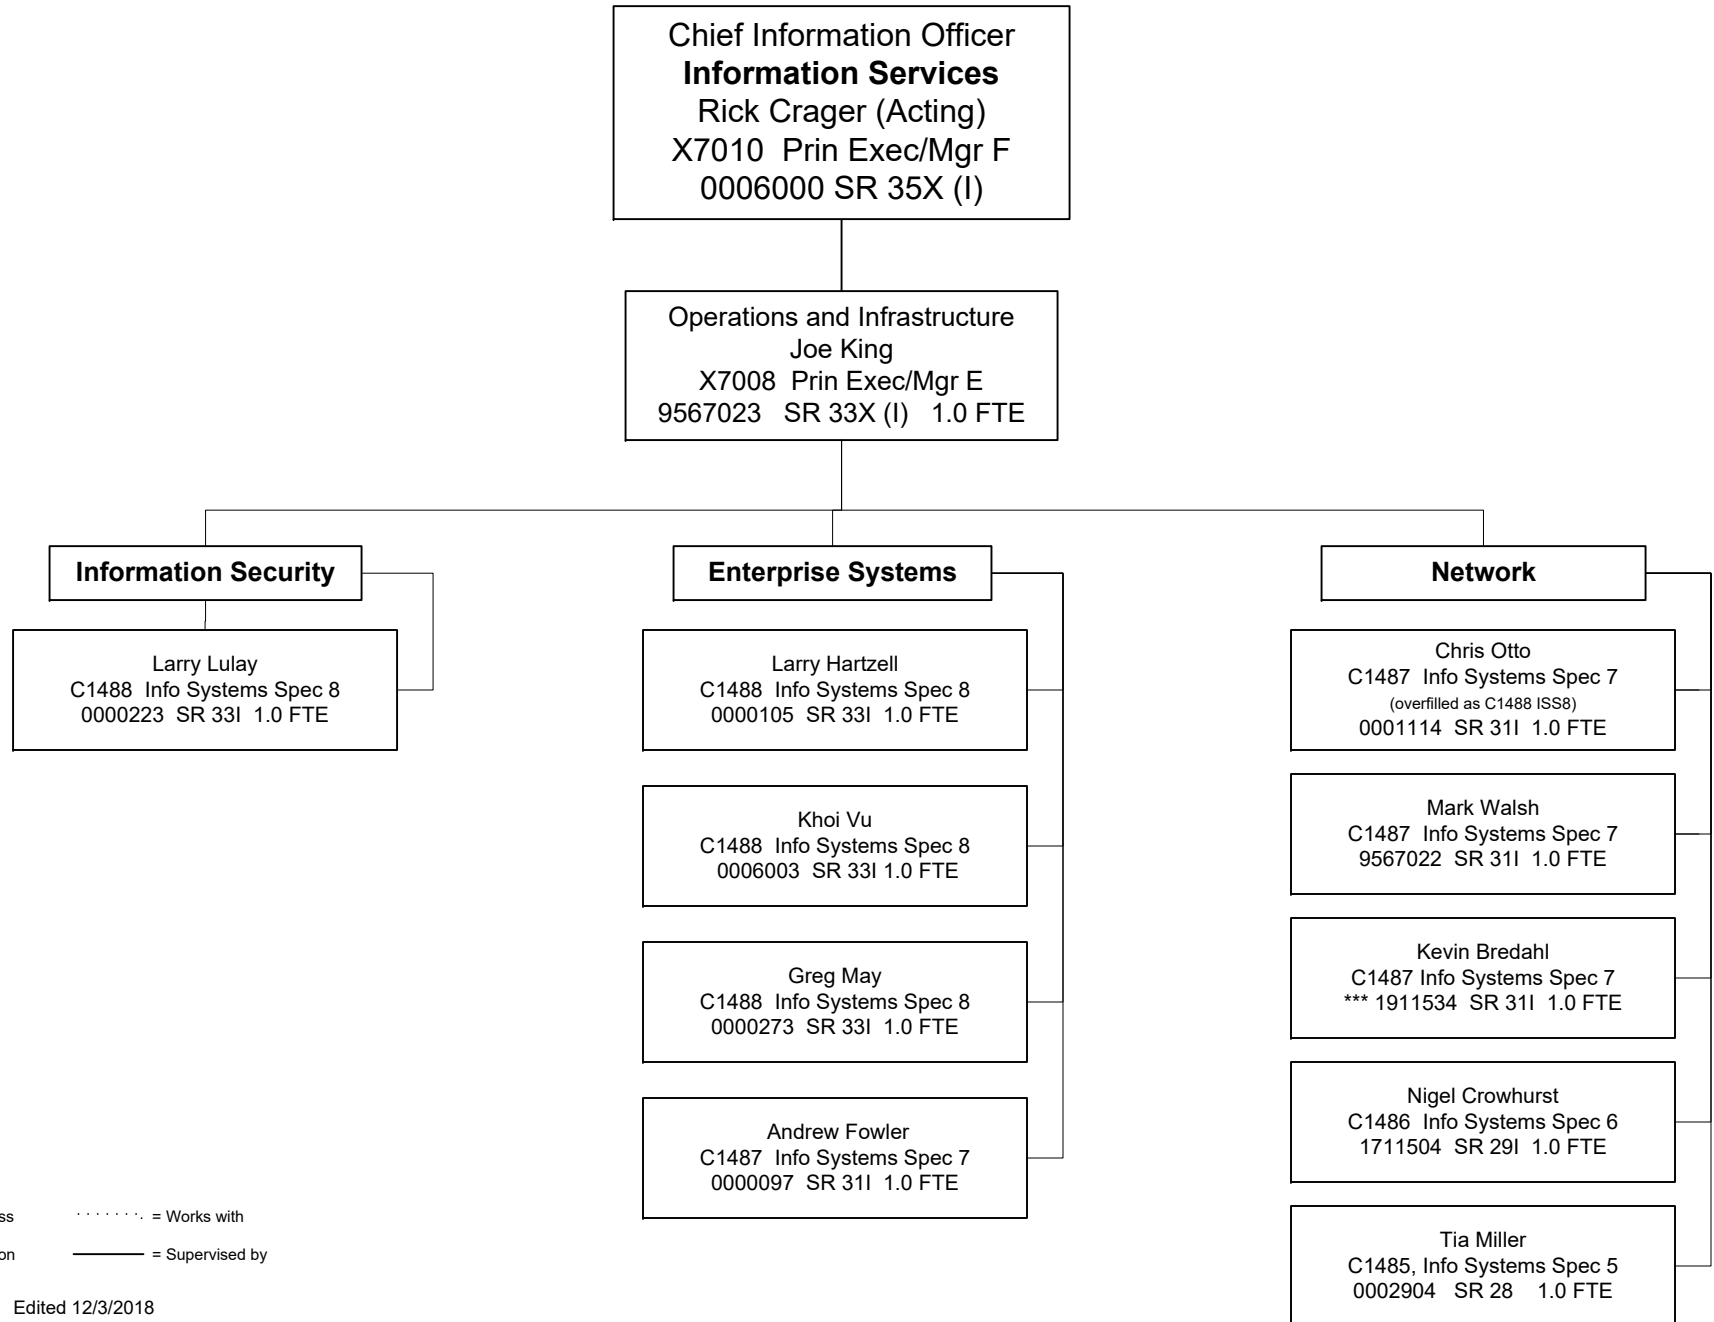 Chief Information Officer
Information Services
Rick Crager (Acting)
X7010 Prin Exec/Mgr F
0006000 SR 35X (I)
Operations and Infrastructure
Joe King
X7008 Prin Exec/Mgr E
9567023 SR 33X (I) 1.0 FTE
Information Security
Larry Lulay
C1488 Info Systems Spec 8
0000223 SR 33I 1.0 FTE
Enterprise Systems
Larry Hartzell
C1488 Info Systems Spec 8
0000105 SR 33I 1.0 FTE
Khoi Vu
C1488 Info Systems Spec 8
0006003 SR 33I 1.0 FTE
Greg May
C1488 Info Systems Spec 8
0000273 SR 33I 1.0 FTE
Andrew Fowler
C1487 Info Systems Spec 7
0000097 SR 31I 1.0 FTE
Network
Chris Otto
C1487 Info Systems Spec 7
(overfilled as C1488 ISS8)
0001114 SR 31I 1.0 FTE
Mark Walsh
C1487 Info Systems Spec 7
9567022 SR 31I 1.0 FTE
Kevin Bredahl
C1487 Info Systems Spec 7
*** 1911534 SR 31I 1.0 FTE
Nigel Crowhurst
C1486 Info Systems Spec 6
1711504 SR 29I 1.0 FTE
Tia Miller
C1485, Info Systems Spec 5
0002904 SR 28 1.0 FTE
ss = Works with
on = Supervised by
Edited 12/3/2018